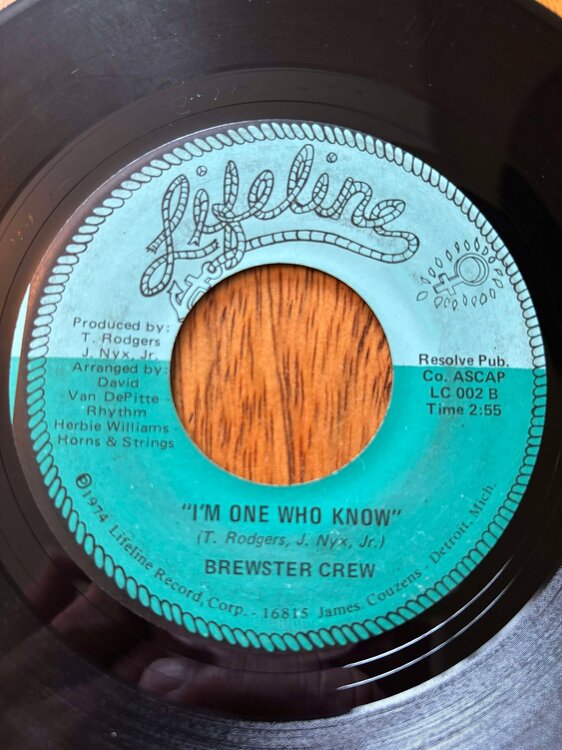 Lifeline
Produced by:
T. Rodgers
J. Nyx, Jr.
Arranged by:
David
Van DePitte -
Rhythm
Herbie Williams -
Horns & Strings
Resolve Pub.
Co. ASCAP
LC 002 B
Time 2:55
"I'M ONE WHO KNOW"
(T. Rodgers, J. Nyx, Jr.)
BREWSTER CREW
℗1974 Lifeline Record, Corp. - 16815 James Couzens - Detroit, Mich.